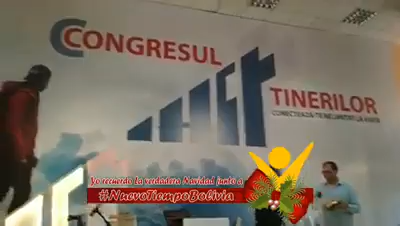 CONGRESUL
TINERILOR
Yo recuerdo La verdadera Navidad junto a
#NuevoTiempoBolivia